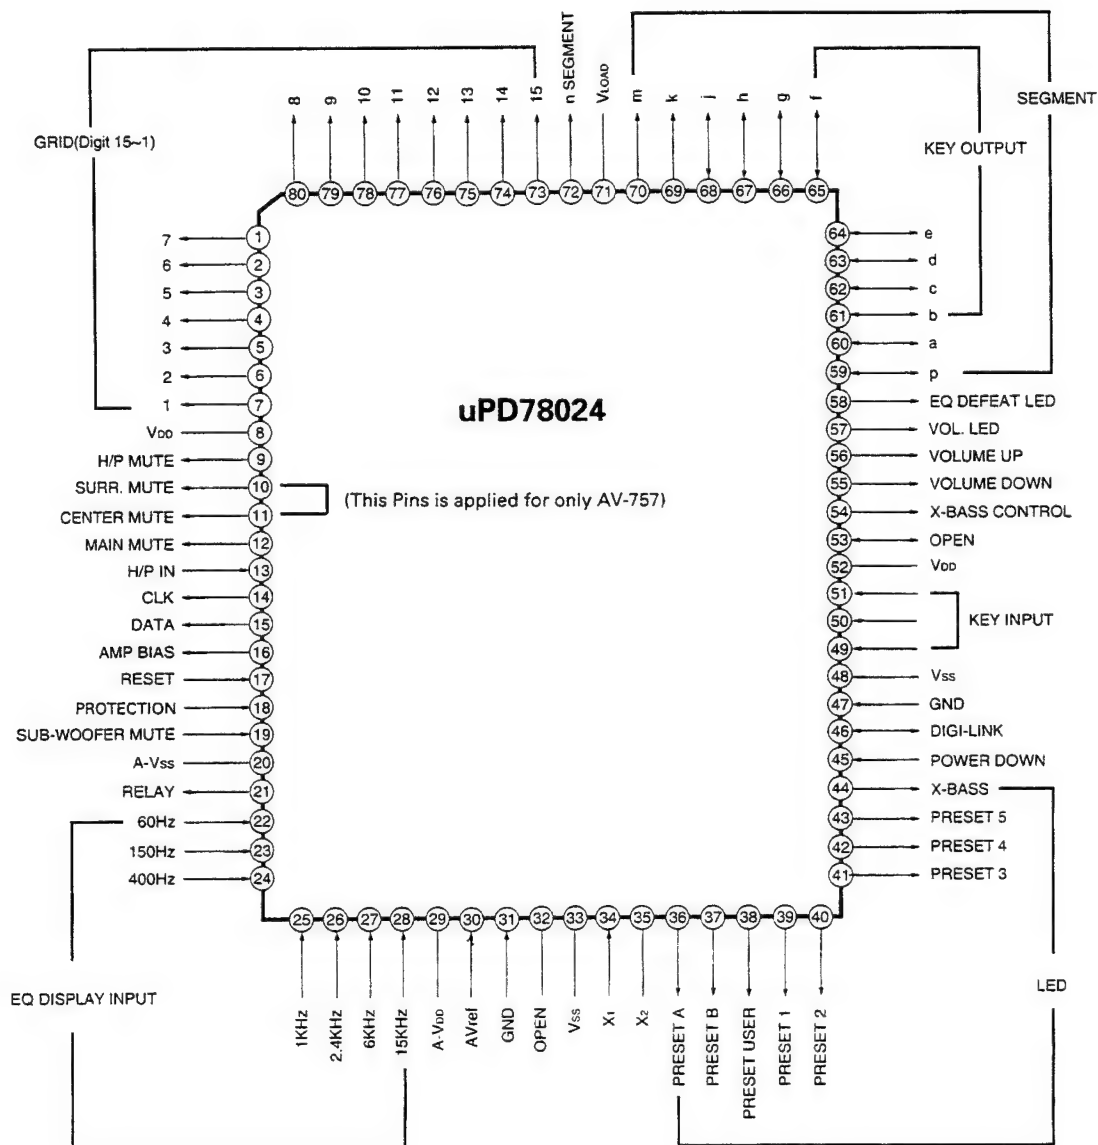 8
9
10
11
12
13
14
15
n SEGMENT
VLOAD
m
k
j
h
g
f
SEGMENT
GRID(Digit 15~1)
KEY OUTPUT
80
79
78
77
76
75
74
73
72
71
70
69
68
67
66
65
7 1
6 2
5 3
4 4
3 5
2 6
1 7
VDD 8
H/P MUTE 9
SURR. MUTE 10
CENTER MUTE 11
MAIN MUTE 12
H/P IN 13
CLK 14
DATA 15
AMP BIAS 16
RESET 17
PROTECTION 18
SUB-WOOFER MUTE 19
A-VSS 20
RELAY 21
60Hz 22
150Hz 23
400Hz 24
uPD78024
(This Pins is applied for only AV-757)
64 e
63 d
62 c
61 b
60 a
59 p
58 EQ DEFEAT LED
57 VOL. LED
56 VOLUME UP
55 VOLUME DOWN
54 X-BASS CONTROL
53 OPEN
52 VDD
51
50 KEY INPUT
49
48 VSS
47 GND
46 DIGI-LINK
45 POWER DOWN
44 X-BASS
43 PRESET 5
42 PRESET 4
41 PRESET 3
25
26
27
28
29
30
31
32
33
34
35
36
37
38
39
40
EQ DISPLAY INPUT
LED
1KHz
2.4KHz
6KHz
15KHz
A-VDD
AVref
GND
OPEN
VSS
X1
X2
PRESET A
PRESET B
PRESET USER
PRESET 1
PRESET 2